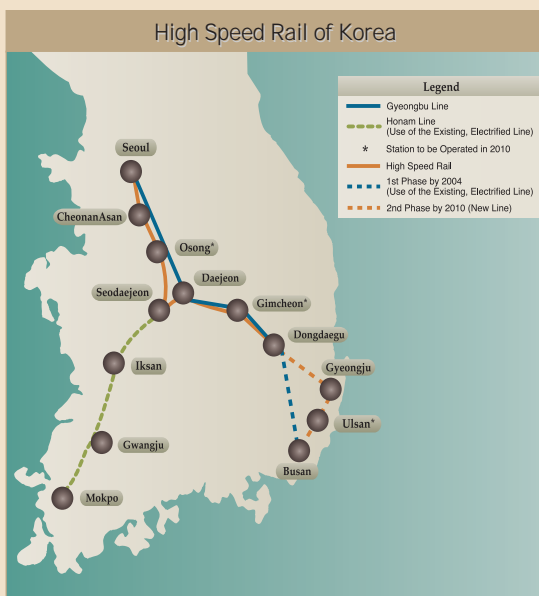 High Speed Rail of Korea
Legend
Gyeongbu Line
Honam Line
(Use of the Existing, Electrified Line)
* Station to be Operated in 2010
High Speed Rail
1st Phase by 2004
(Use of the Existing, Electrified Line)
2nd Phase by 2010 (New Line)
Seoul
CheonanAsan
Osong*
Daejeon
Seodaejeon
Gimcheon*
Dongdaegu
Iksan
Gyeongju
Ulsan*
Gwangju
Busan
Mokpo